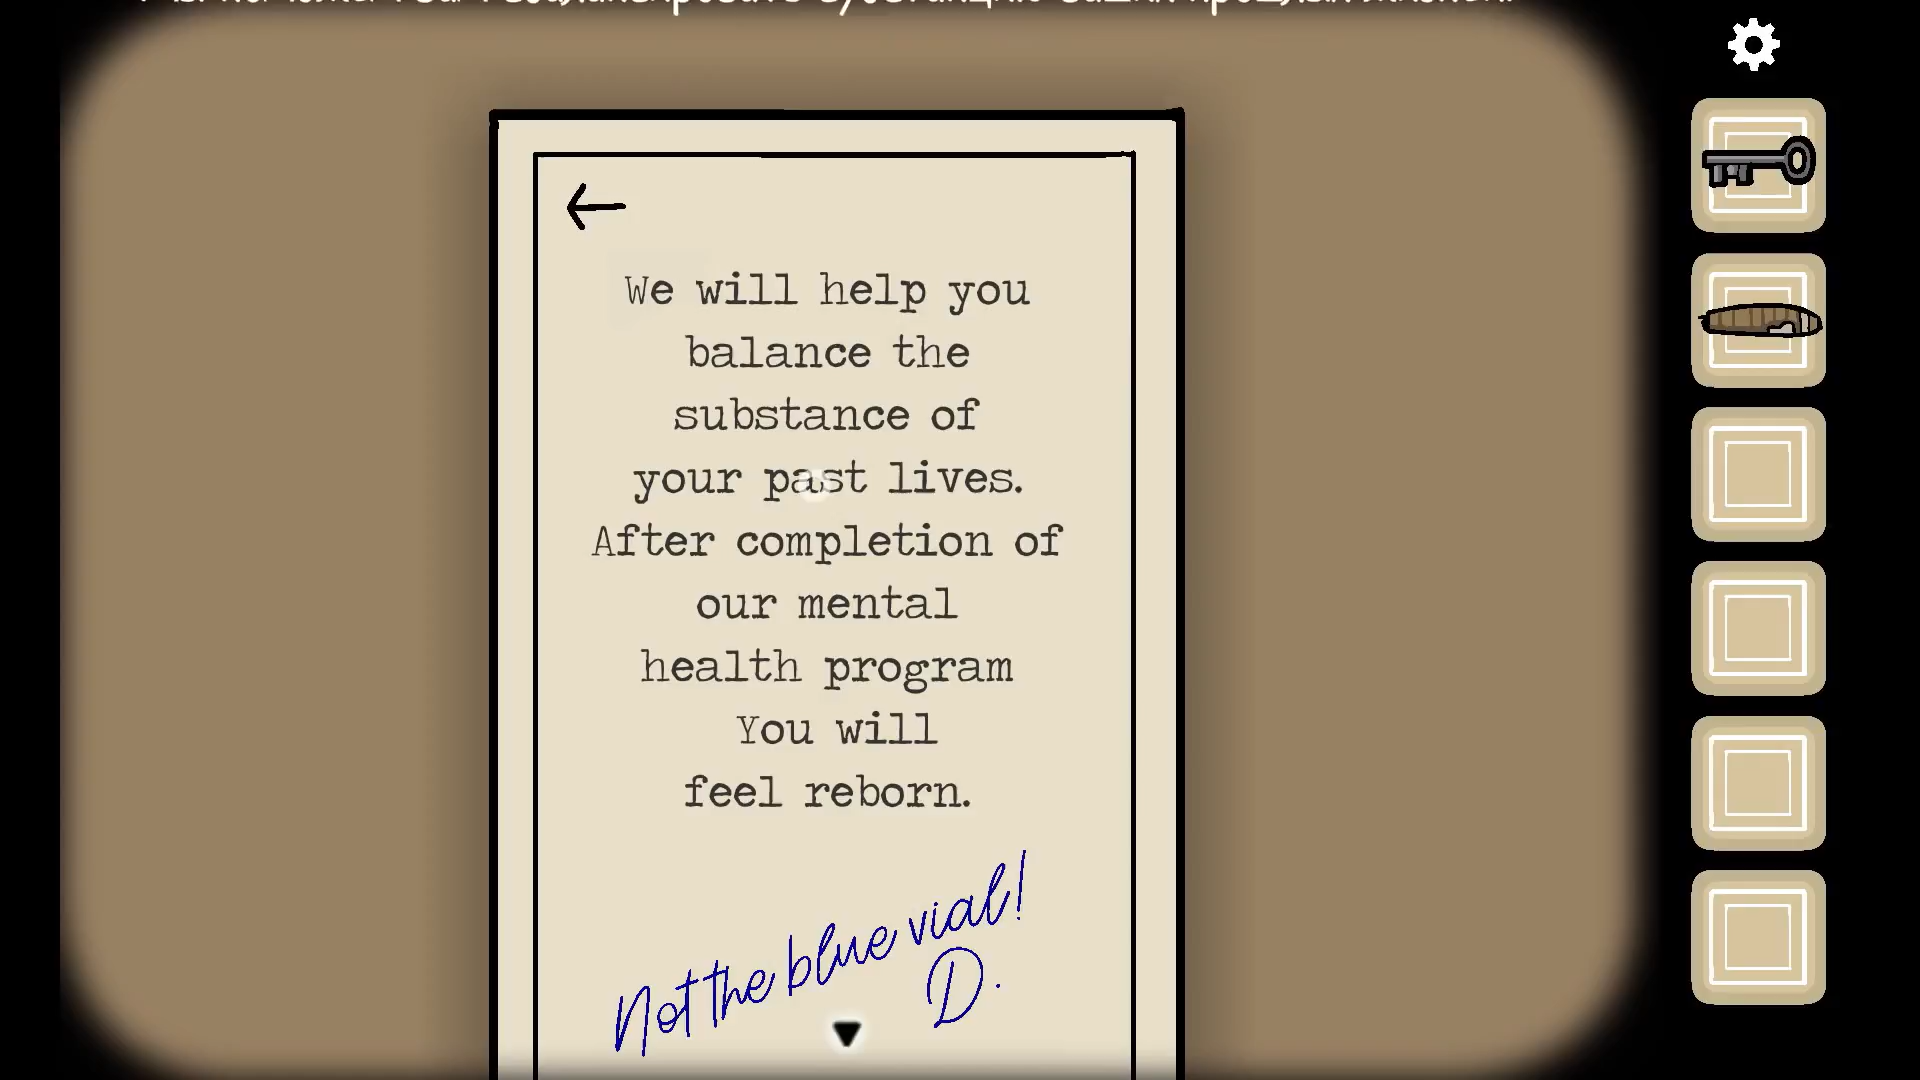 We will help you
balance the
substance of
your past lives.
After completion of
our mental
health program
You will
feel reborn.
Not the blue vial!
D.